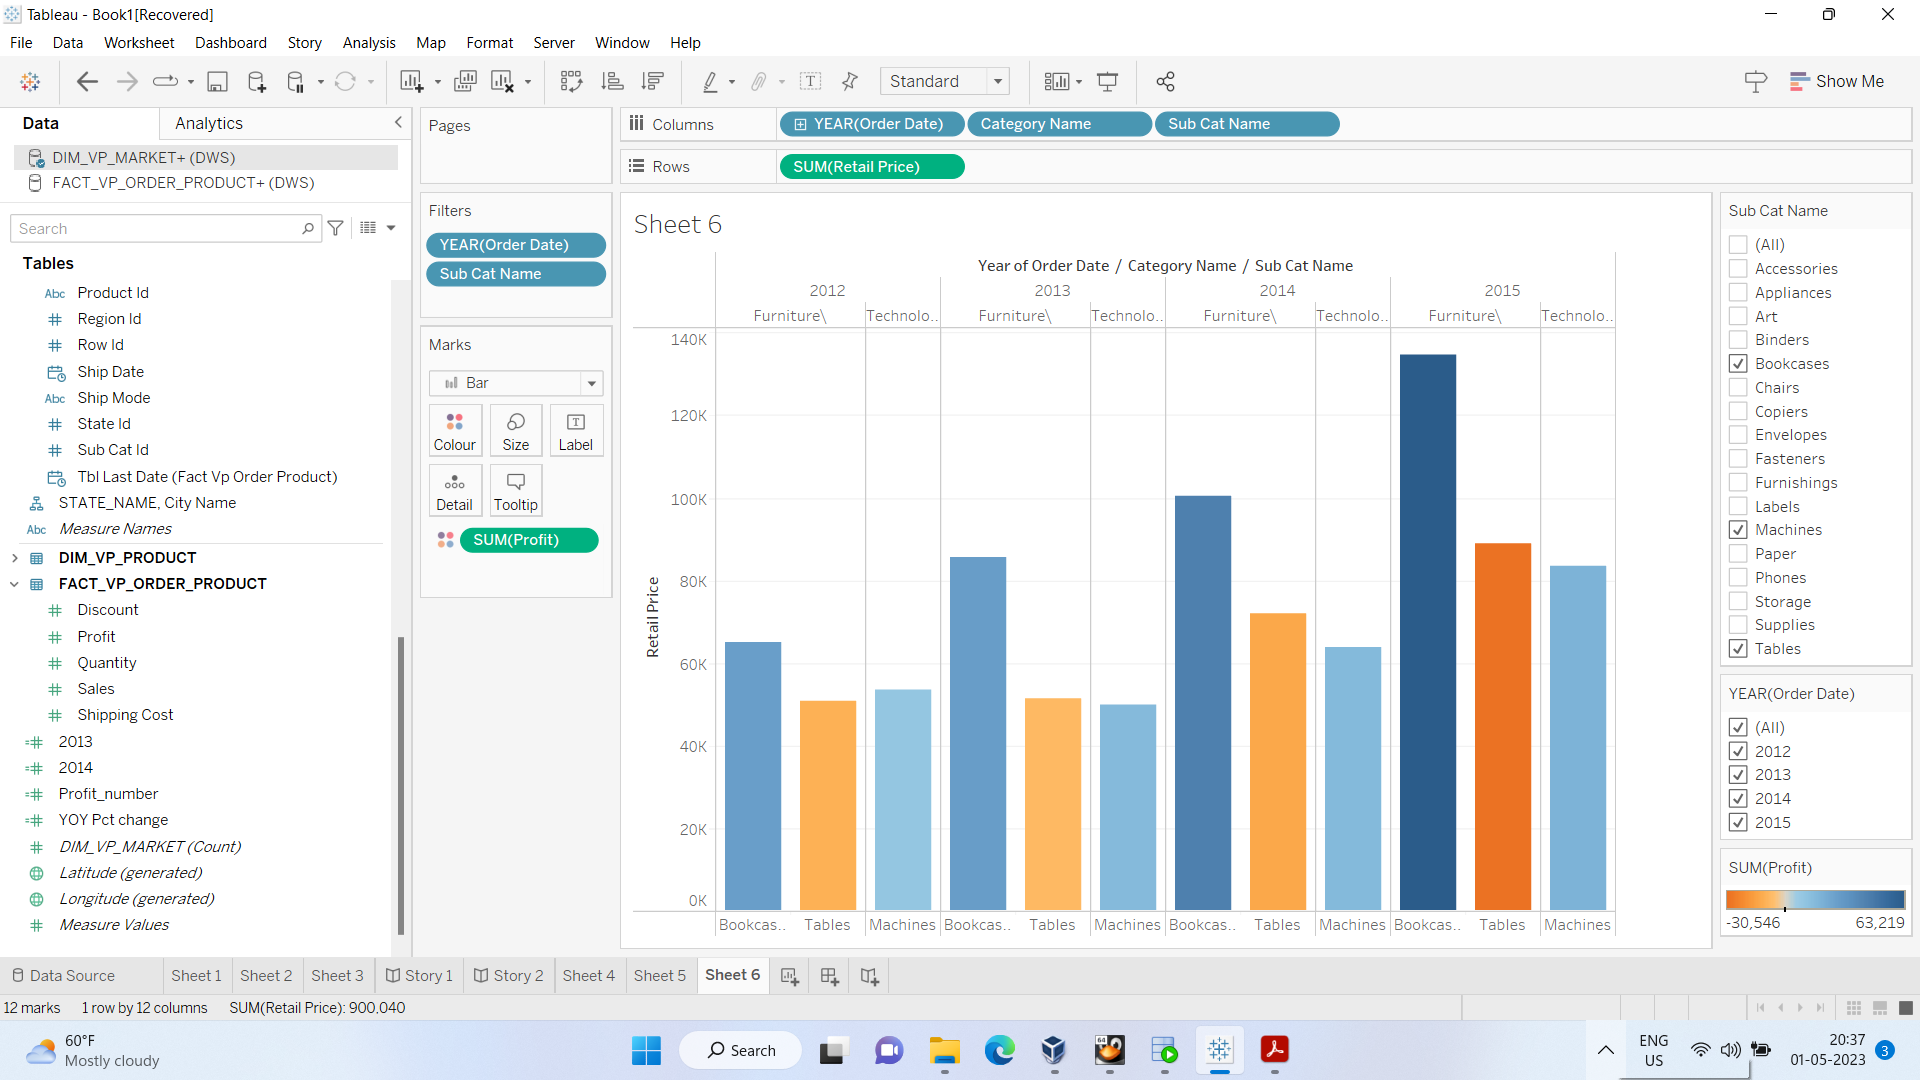 Tableau - Book1[Recovered]
File Data Worksheet Dashboard Story Analysis Map Format Server Window Help
Standard
Show Me
Data
Analytics
DIM_VP_MARKET+ (DWS)
FACT_VP_ORDER_PRODUCT+ (DWS)
Search
Tables
Abc Product Id
Region Id
Row Id
Ship Date
Abc Ship Mode
State Id
Sub Cat Id
Tbl Last Date (Fact Vp Order Product)
STATE_NAME, City Name
Abc Measure Names
DIM_VP_PRODUCT
FACT_VP_ORDER_PRODUCT
Discount
Profit
Quantity
Sales
Shipping Cost
2013
2014
Profit_number
YOY Pct change
DIM_VP_MARKET (Count)
Latitude (generated)
Longitude (generated)
Measure Values
Pages
Filters
YEAR(Order Date)
Sub Cat Name
Marks
Bar
Colour Size Label
Detail Tooltip
SUM(Profit)
Columns YEAR(Order Date) Category Name Sub Cat Name
Rows SUM(Retail Price)
Sheet 6
Year of Order Date / Category Name / Sub Cat Name
2012 2013 2014 2015
Furniture\ Technolo.. Furniture\ Technolo.. Furniture\ Technolo.. Furniture\ Technolo..
140K
120K
100K
80K
60K
40K
20K
0K
Retail Price
Bookcas.. Tables Machines Bookcas.. Tables Machines Bookcas.. Tables Machines Bookcas.. Tables Machines
Sub Cat Name
(All)
Accessories
Appliances
Art
Binders
Bookcases
Chairs
Copiers
Envelopes
Fasteners
Furnishings
Labels
Machines
Paper
Phones
Storage
Supplies
Tables
YEAR(Order Date)
(All)
2012
2013
2014
2015
SUM(Profit)
-30,546 63,219
Data Source Sheet 1 Sheet 2 Sheet 3 Story 1 Story 2 Sheet 4 Sheet 5 Sheet 6
12 marks 1 row by 12 columns SUM(Retail Price): 900,040
60°F
Mostly cloudy
Search
64
ENG
US
20:37
01-05-2023
3